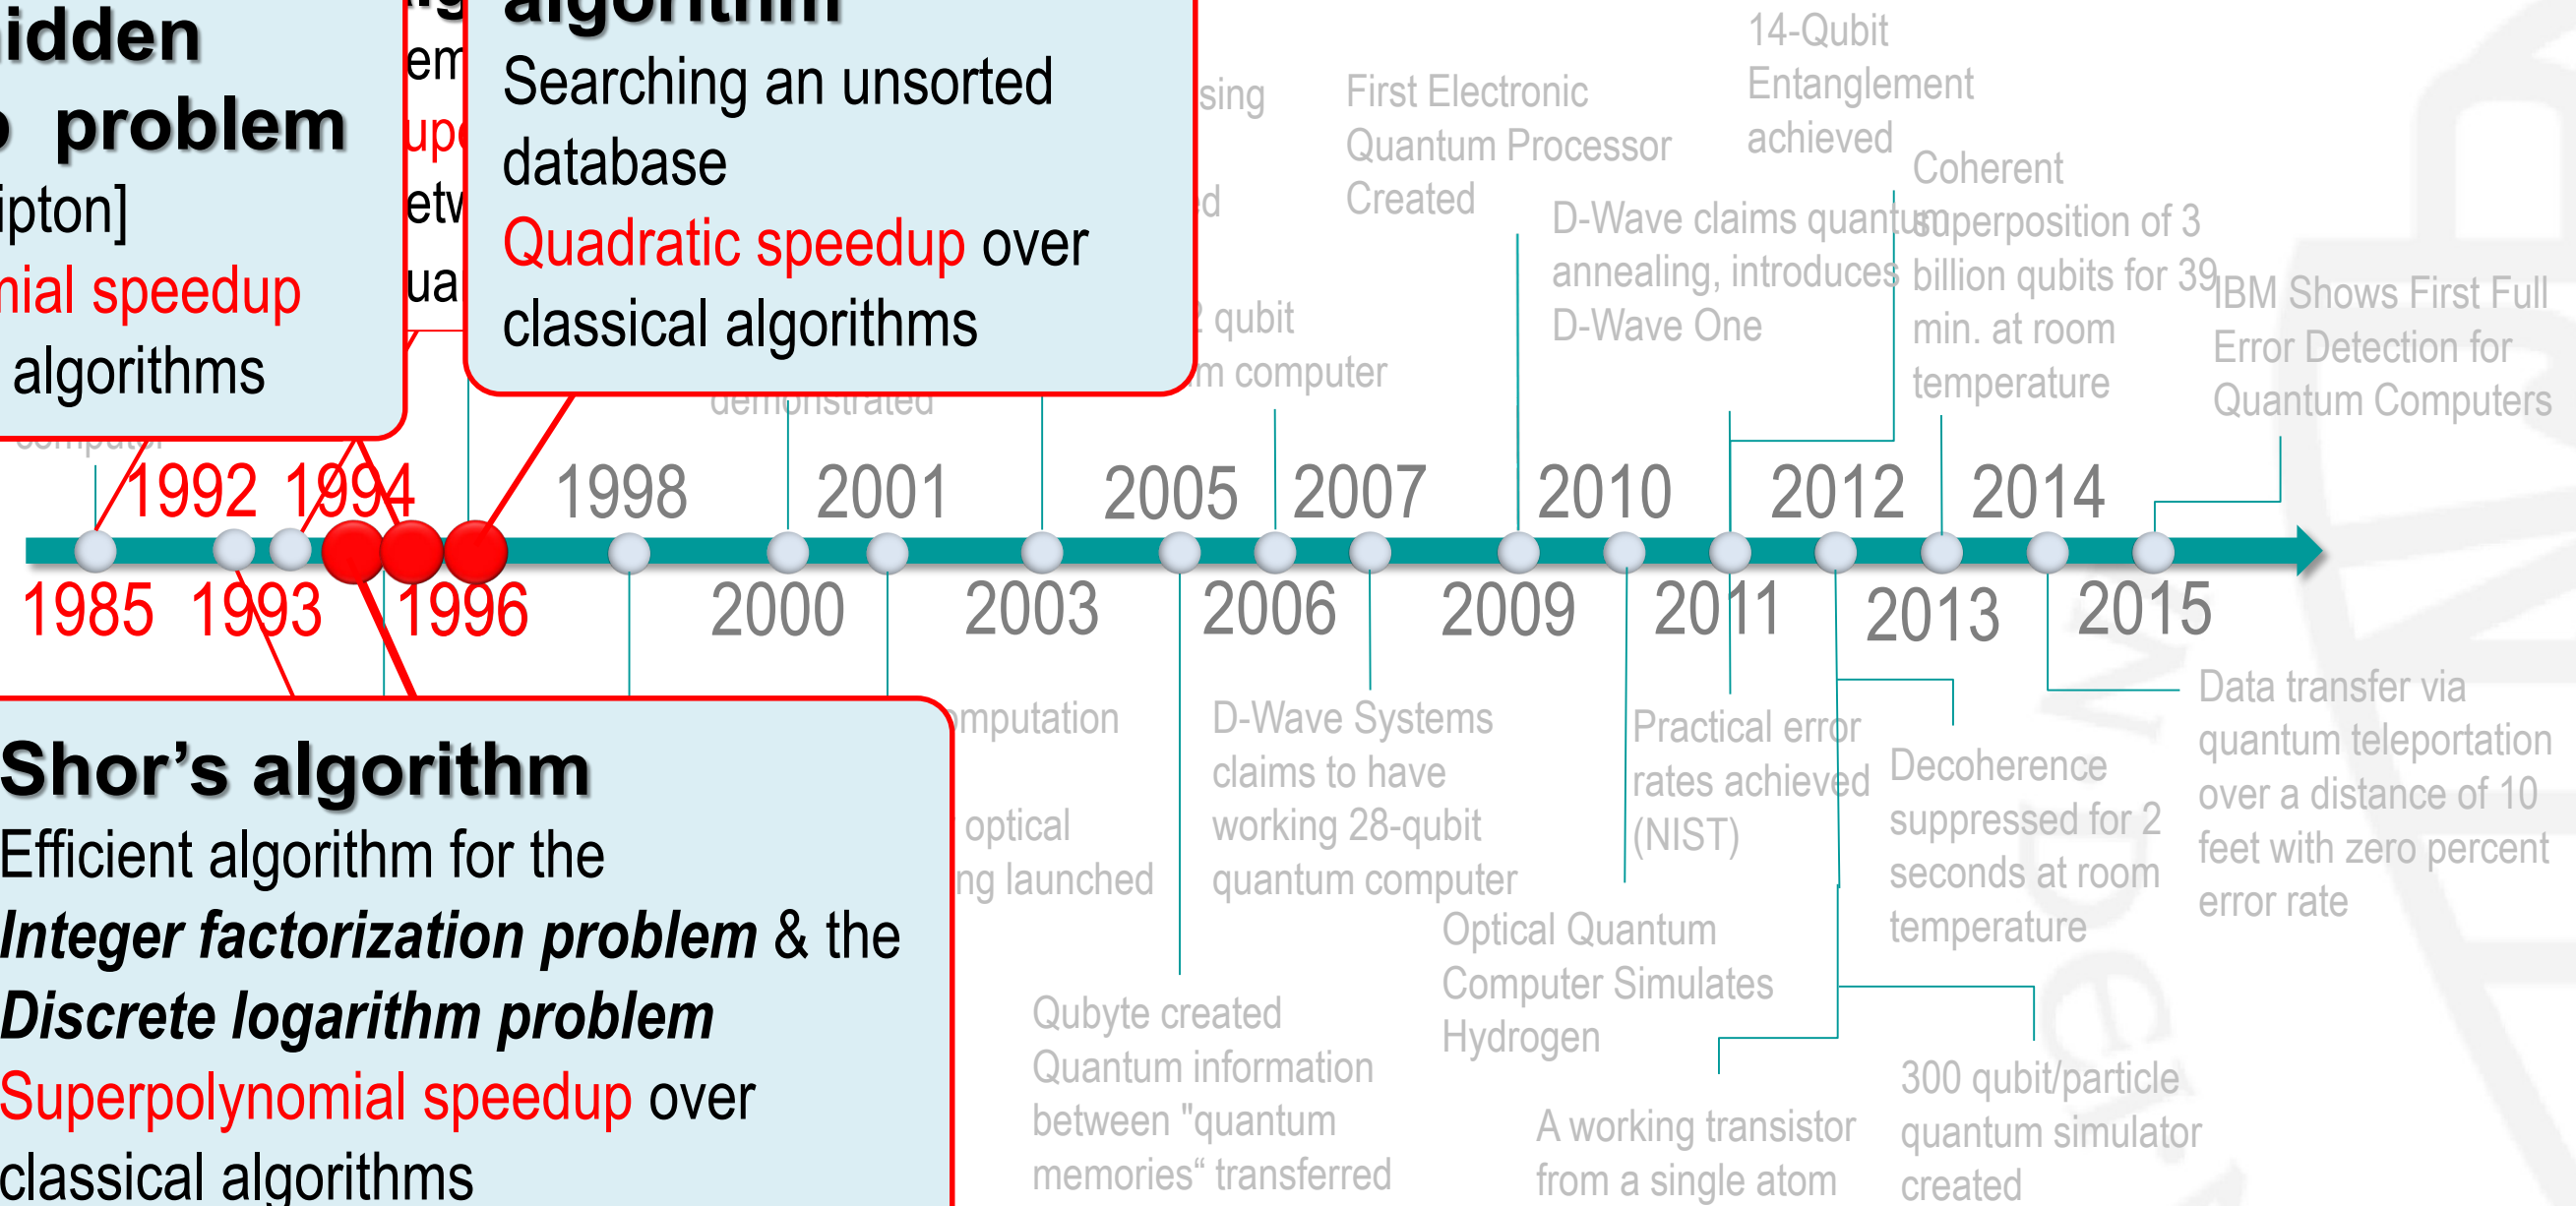 problem
speedup
algorithms
algorithm
Searching an unsorted
database
Quadratic speedup over
classical algorithms
demonstrated
qubit
computer
First Electronic
Quantum Processor
Created
D-Wave claims quantum
annealing, introduces
D-Wave One
14-Qubit
Entanglement
achieved
Coherent
superposition of 3
billion qubits for 39
min. at room
temperature
IBM Shows First Full
Error Detection for
Quantum Computers
1992 1994 1998 2001 2005 2007 2010 2012 2014
1985 1993 1996 2000 2003 2006 2009 2011 2013 2015
Shor’s algorithm
Efficient algorithm for the
Integer factorization problem & the
Discrete logarithm problem
Superpolynomial speedup over
classical algorithms
optical
launched
Qubyte created
Quantum information
between "quantum
memories“ transferred
D-Wave Systems
claims to have
working 28-qubit
quantum computer
Optical Quantum
Computer Simulates
Hydrogen
Practical error
rates achieved
(NIST)
A working transistor
from a single atom
Decoherence
suppressed for 2
seconds at room
temperature
300 qubit/particle
quantum simulator
created
Data transfer via
quantum teleportation
over a distance of 10
feet with zero percent
error rate